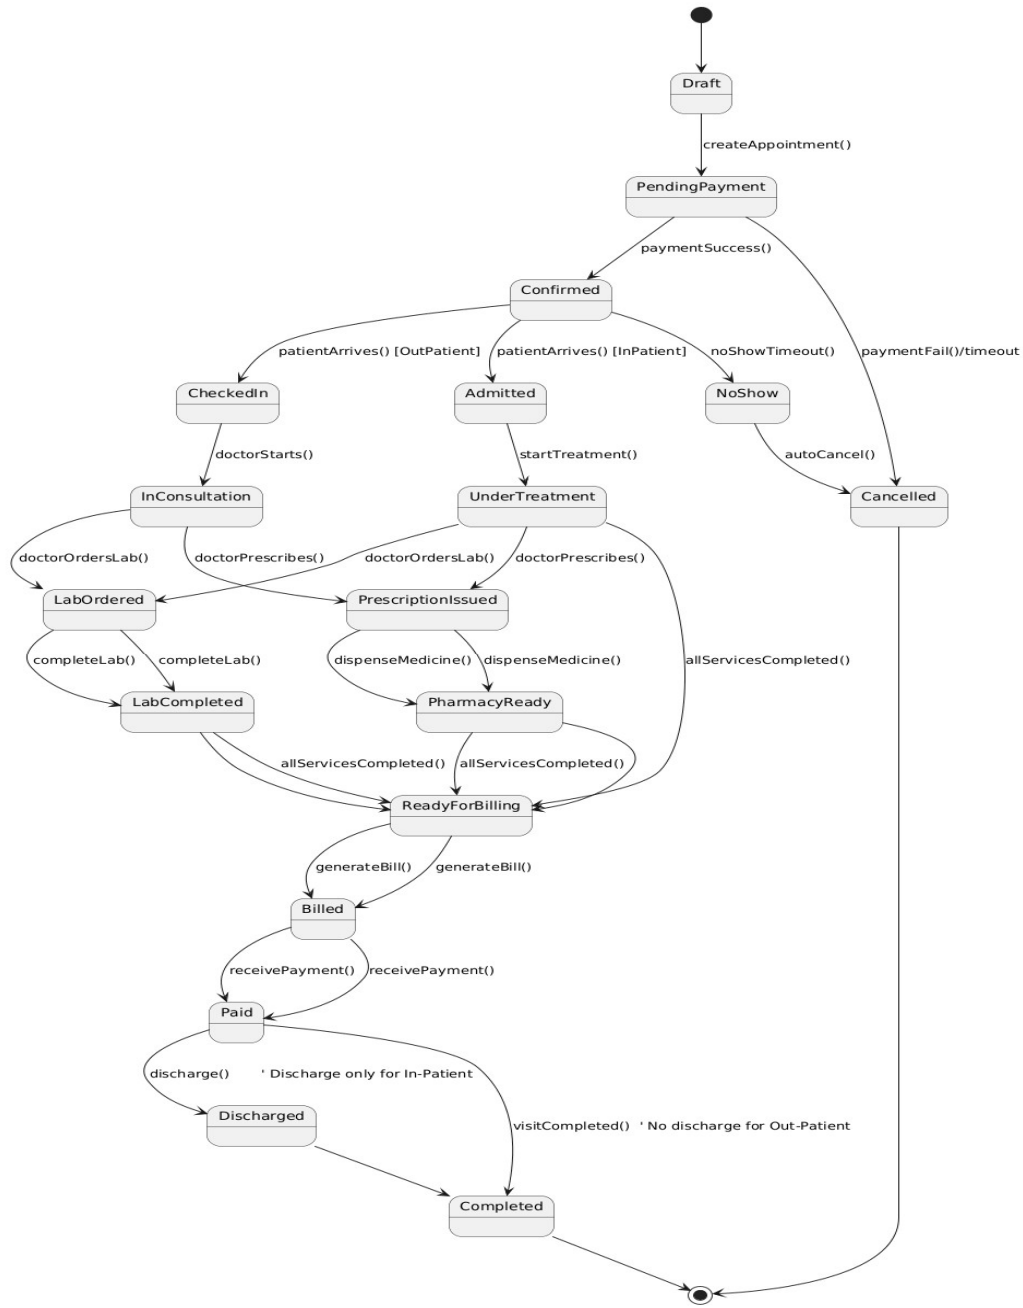 Draft
createAppointment()
PendingPayment
paymentSuccess()
Confirmed
patientArrives() [OutPatient]
patientArrives() [InPatient]
noShowTimeout()
paymentFail()/timeout
CheckedIn
Admitted
NoShow
doctorStarts()
startTreatment()
autoCancel()
InConsultation
UnderTreatment
Cancelled
doctorOrdersLab()
doctorPrescribes()
doctorOrdersLab()
doctorPrescribes()
LabOrdered
PrescriptionIssued
completeLab()
completeLab()
dispenseMedicine()
dispenseMedicine()
allServicesCompleted()
LabCompleted
PharmacyReady
allServicesCompleted()
allServicesCompleted()
ReadyForBilling
generateBill()
generateBill()
Billed
receivePayment()
receivePayment()
Paid
discharge() ' Discharge only for In-Patient
Discharged
visitCompleted() ' No discharge for Out-Patient
Completed